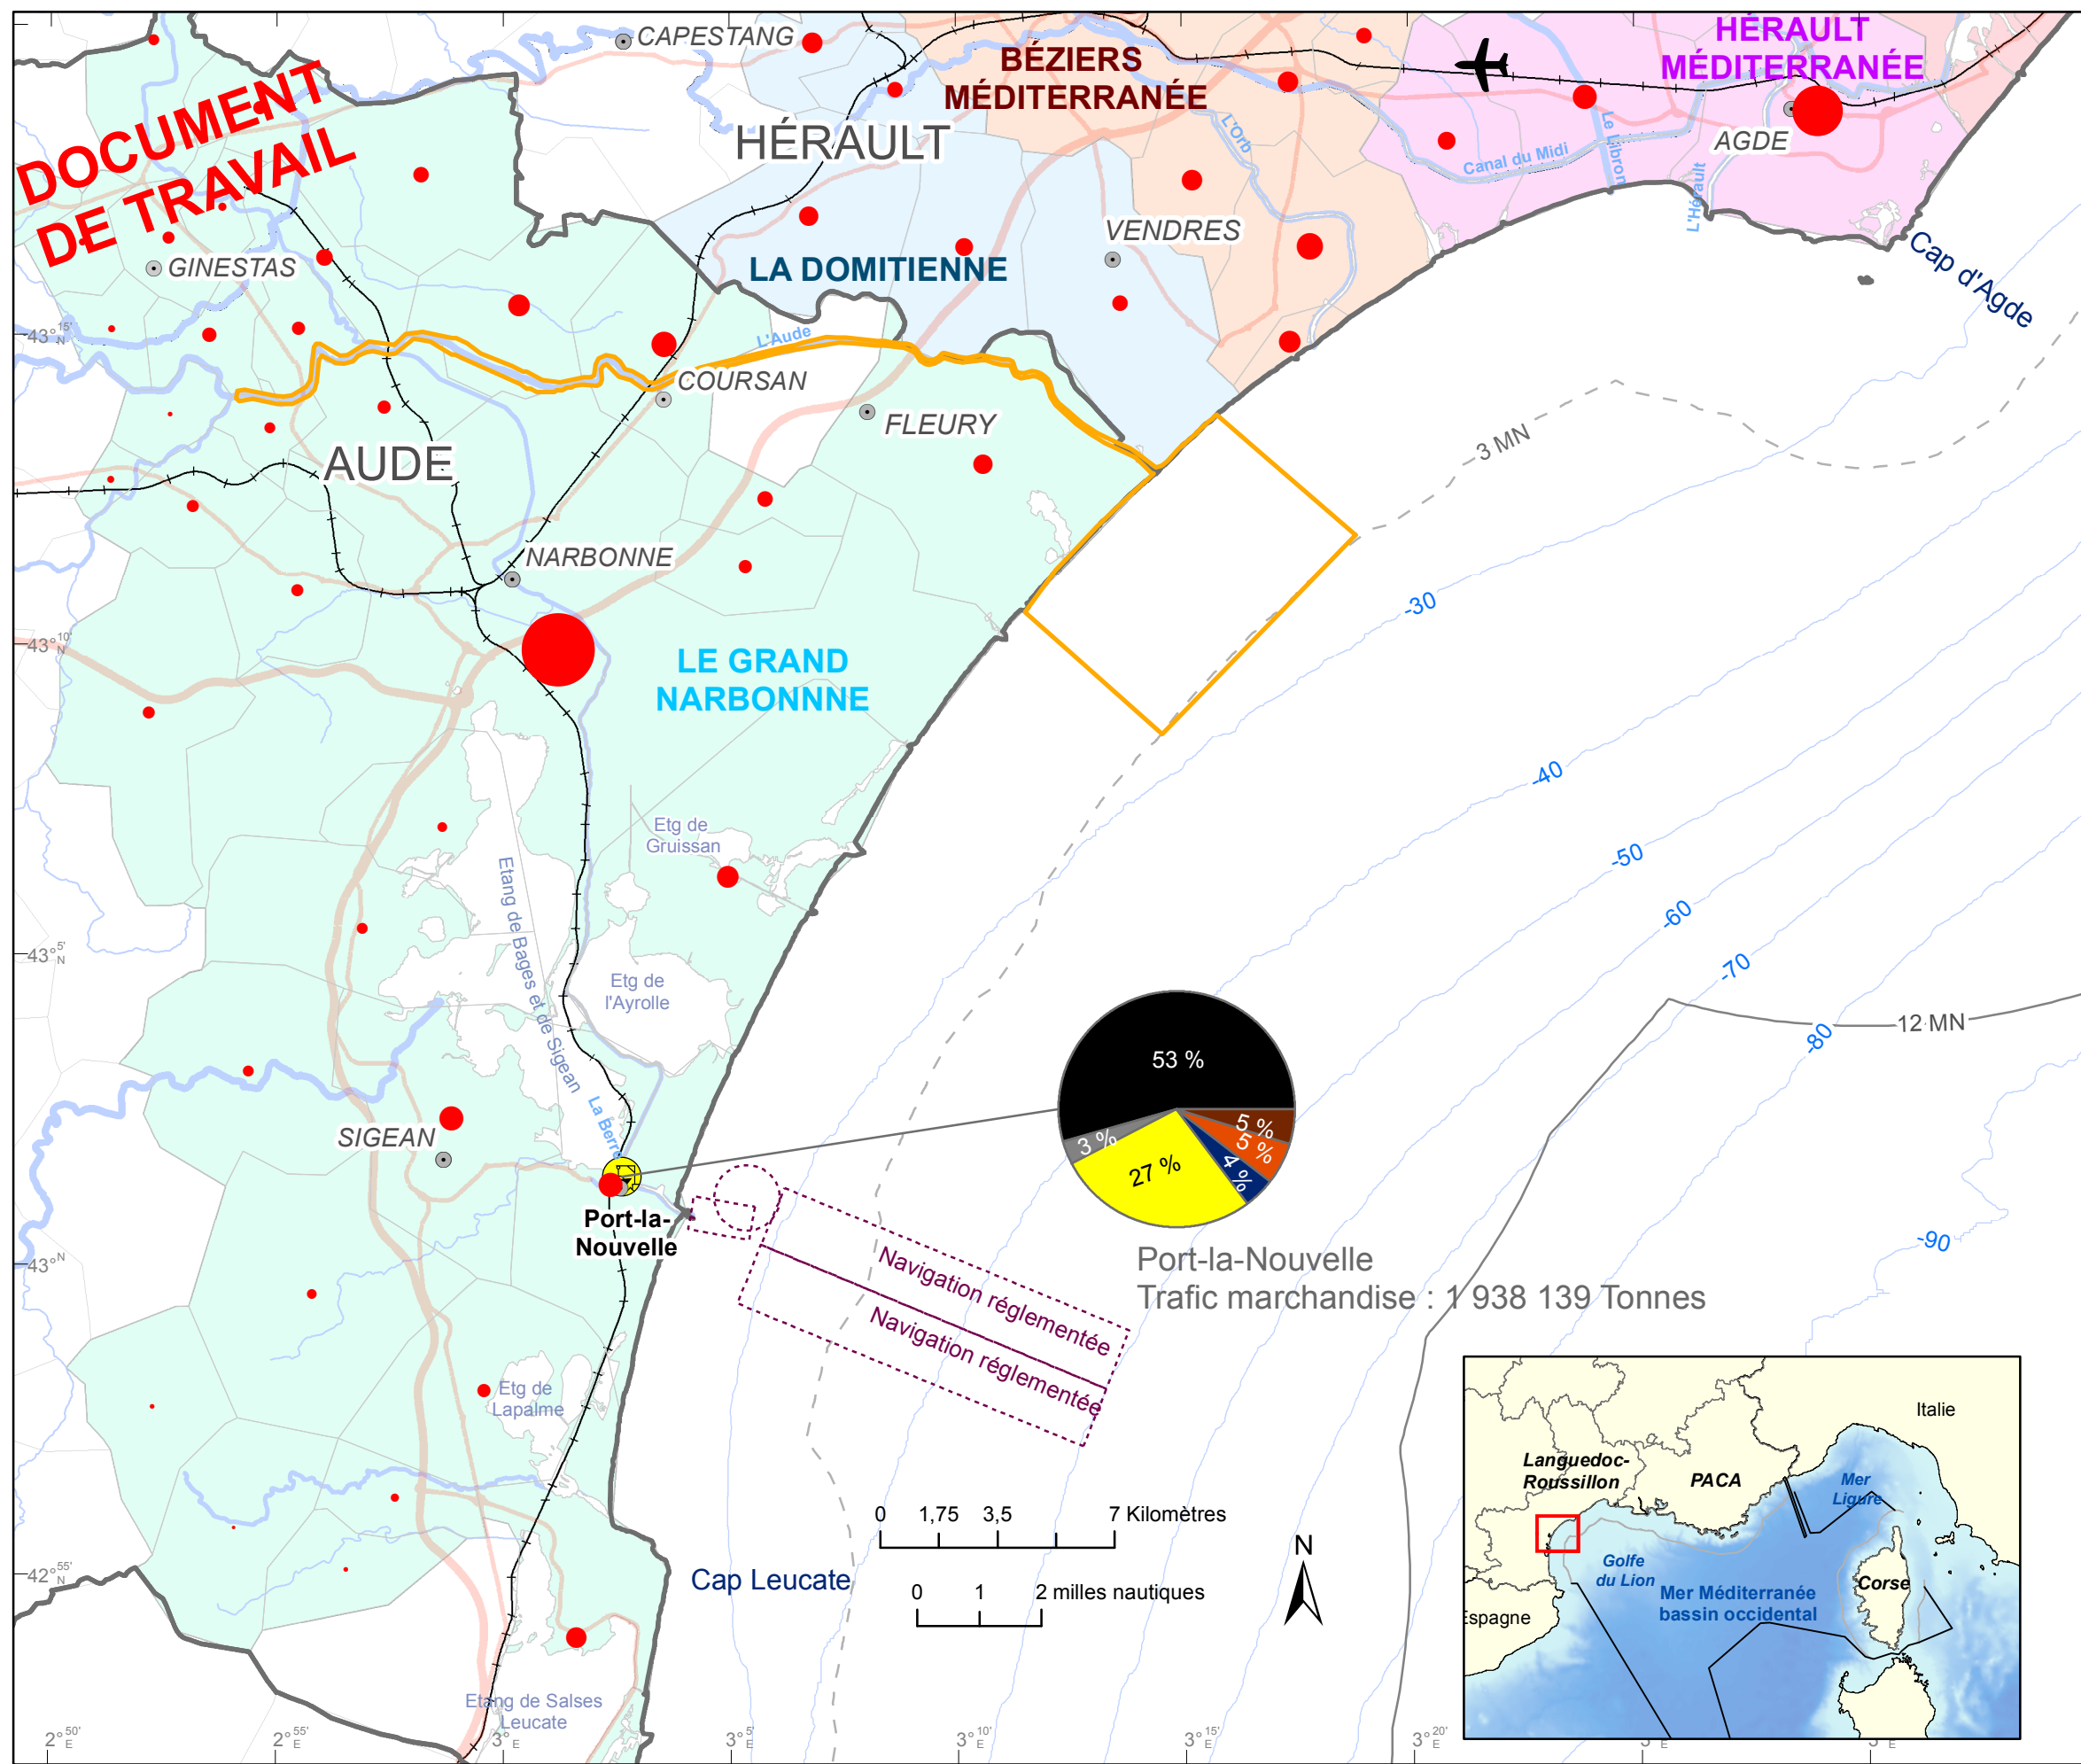 DOCUMENT
DE TRAVAIL
CAPESTANG
BÉZIERS
MÉDITERRANÉE
HÉRAULT
MÉDITERRANÉE
HÉRAULT
AGDE
L'Orb
Canal du Midi
Le Libron
L'Hérault
GINESTAS
VENDRES
LA DOMITIENNE
Cap d'Agde
43° 15' N
L'Aude
COURSAN
FLEURY
3 MN
AUDE
NARBONNE
-30
43° 10' N
LE GRAND
NARBONNNE
-40
Etg de
Gruissan
-50
Etang de Bages et de Sigean
-60
43° 5' N
-70
Etg de
l'Ayrolle
12 MN
-80
53 %
5 %
5 %
4 %
27 %
3 %
La Berre
SIGEAN
Port-la-
Nouvelle
43° N
-90
Navigation réglementée
Navigation réglementée
Port-la-Nouvelle
Trafic marchandise : 1 938 139 Tonnes
Etg de
Lapalme
0 1,75 3,5 7 Kilomètres
N
Cap Leucate
0 1 2 milles nautiques
42° 55' N
Etang de Salses
Leucate
Italie
Languedoc-
Roussillon
PACA
Mer
Ligure
Golfe
du Lion
Mer Méditerranée
bassin occidental
Corse
Espagne
2° 50' E
2° 55' E
3° E
3° 5' E
3° 10' E
3° 15' E
3° 20' E